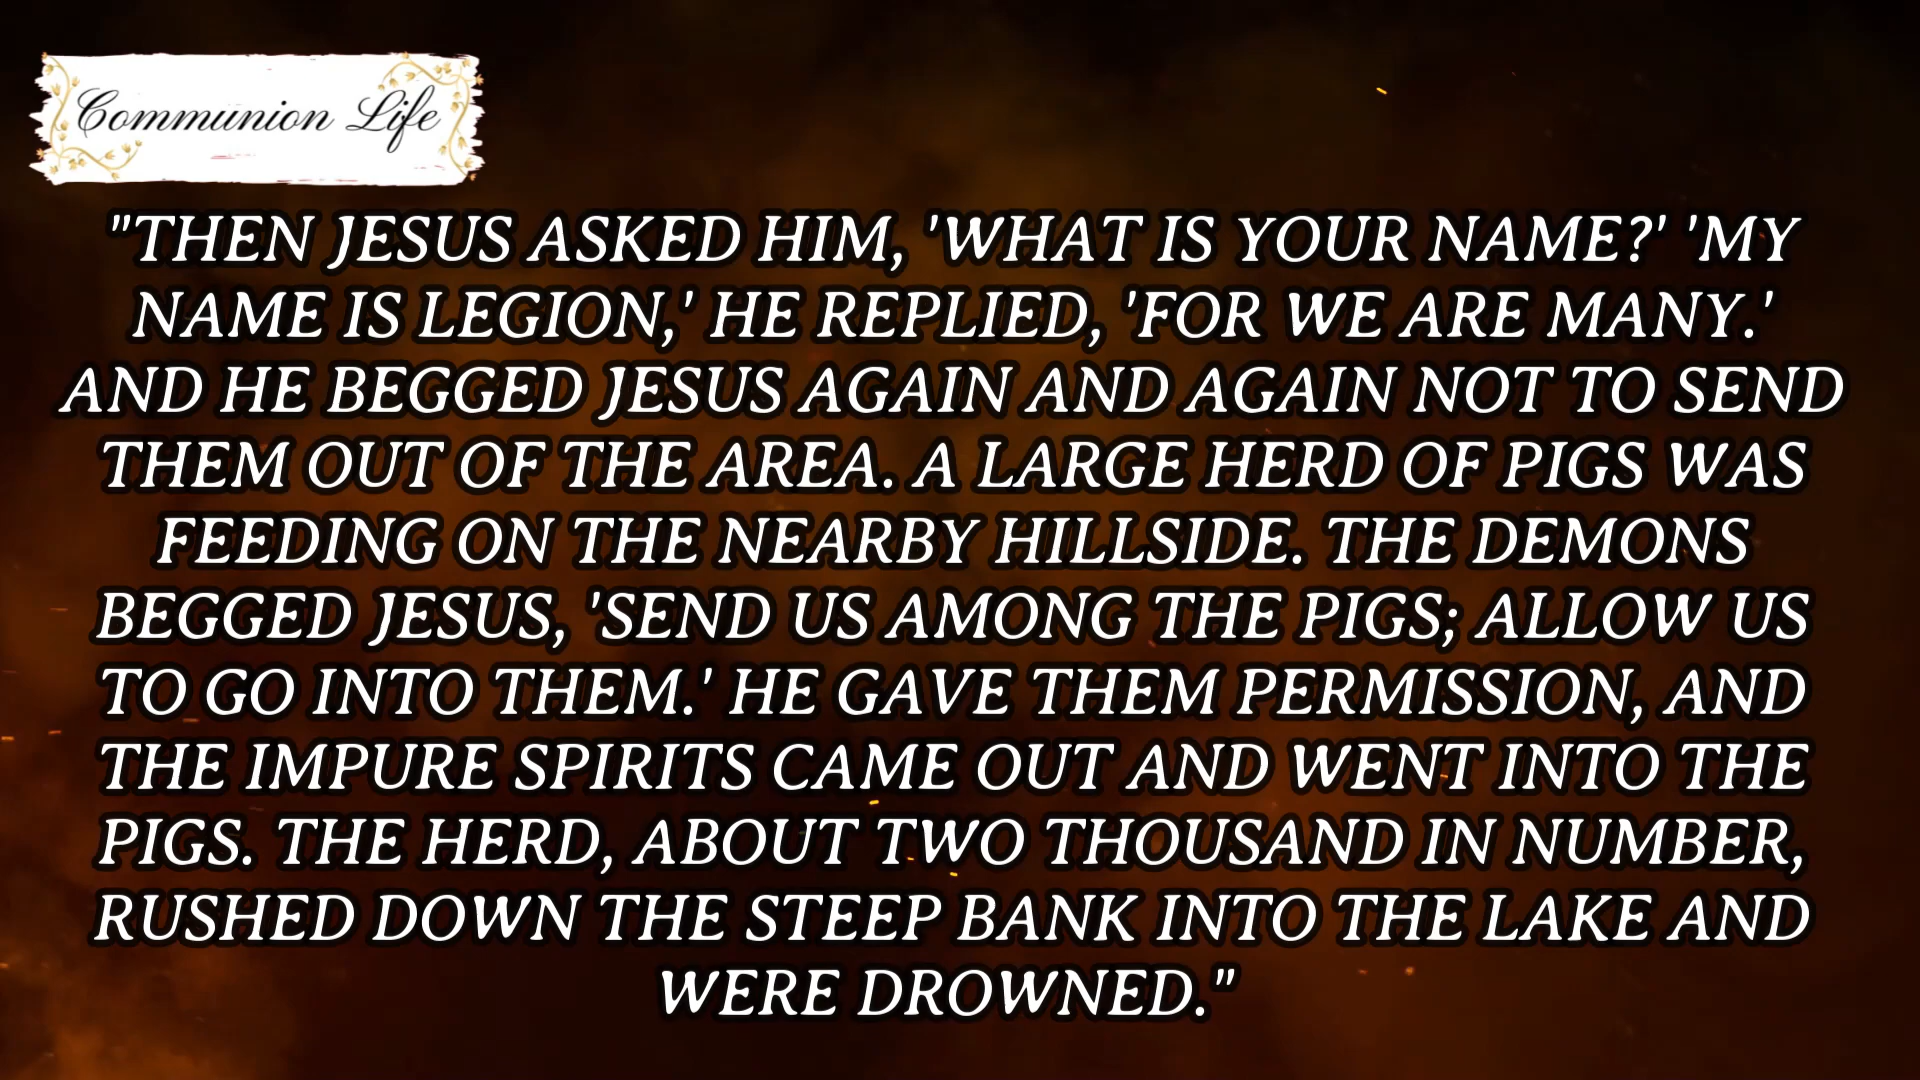 Communion Life
"THEN JESUS ASKED HIM, 'WHAT IS YOUR NAME?' 'MY
NAME IS LEGION,' HE REPLIED, 'FOR WE ARE MANY.'
AND HE BEGGED JESUS AGAIN AND AGAIN NOT TO SEND
THEM OUT OF THE AREA. A LARGE HERD OF PIGS WAS
FEEDING ON THE NEARBY HILLSIDE. THE DEMONS
BEGGED JESUS, 'SEND US AMONG THE PIGS; ALLOW US
TO GO INTO THEM.' HE GAVE THEM PERMISSION, AND
THE IMPURE SPIRITS CAME OUT AND WENT INTO THE
PIGS. THE HERD, ABOUT TWO THOUSAND IN NUMBER,
RUSHED DOWN THE STEEP BANK INTO THE LAKE AND
WERE DROWNED."